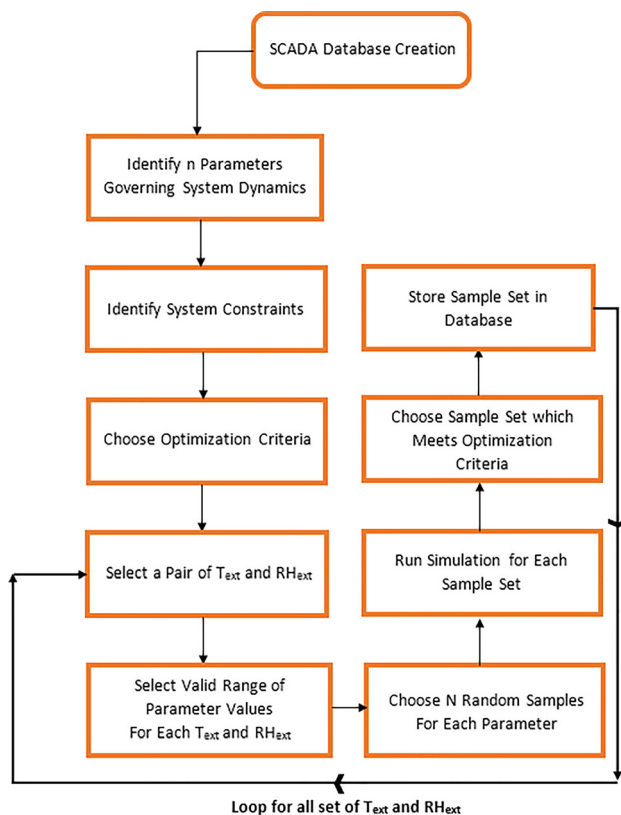 SCADA Database Creation
Identify n Parameters
Governing System Dynamics
Identify System Constraints
Choose Optimization Criteria
Select a Pair of Text and RHext
Select Valid Range of
Parameter Values
For Each Text and RHext
Choose N Random Samples
For Each Parameter
Run Simulation for Each
Sample Set
Choose Sample Set which
Meets Optimization
Criteria
Store Sample Set in
Database
Loop for all set of Text and RHext